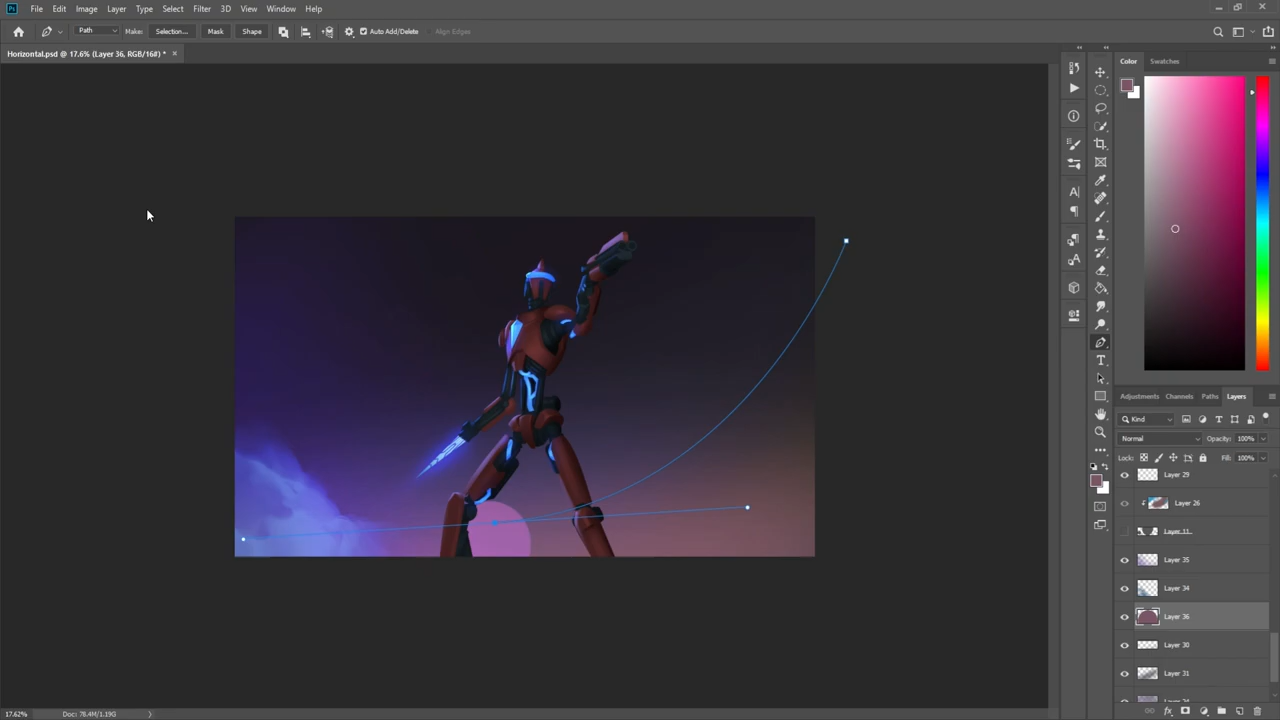 Ps File Edit Image Layer Type Select Filter 3D View Window Help
Path Make: Selection... Mask Shape Auto Add/Delete Align Edges
Horizontal.psd @ 17.6% (Layer 36, RGB/16#) * ×
Color Swatches
Adjustments Channels Paths Layers
Kind
Normal Opacity: 100%
Lock: Fill: 100%
Layer 29
Layer 26
Layer 11
Layer 35
Layer 34
Layer 36
Layer 30
Layer 31
17.62% Doc: 78.4M/1.19G